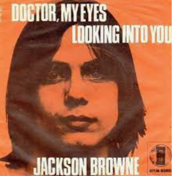 DOCTOR, MY EYES
LOOKING INTO YOU
JACKSON BROWNE